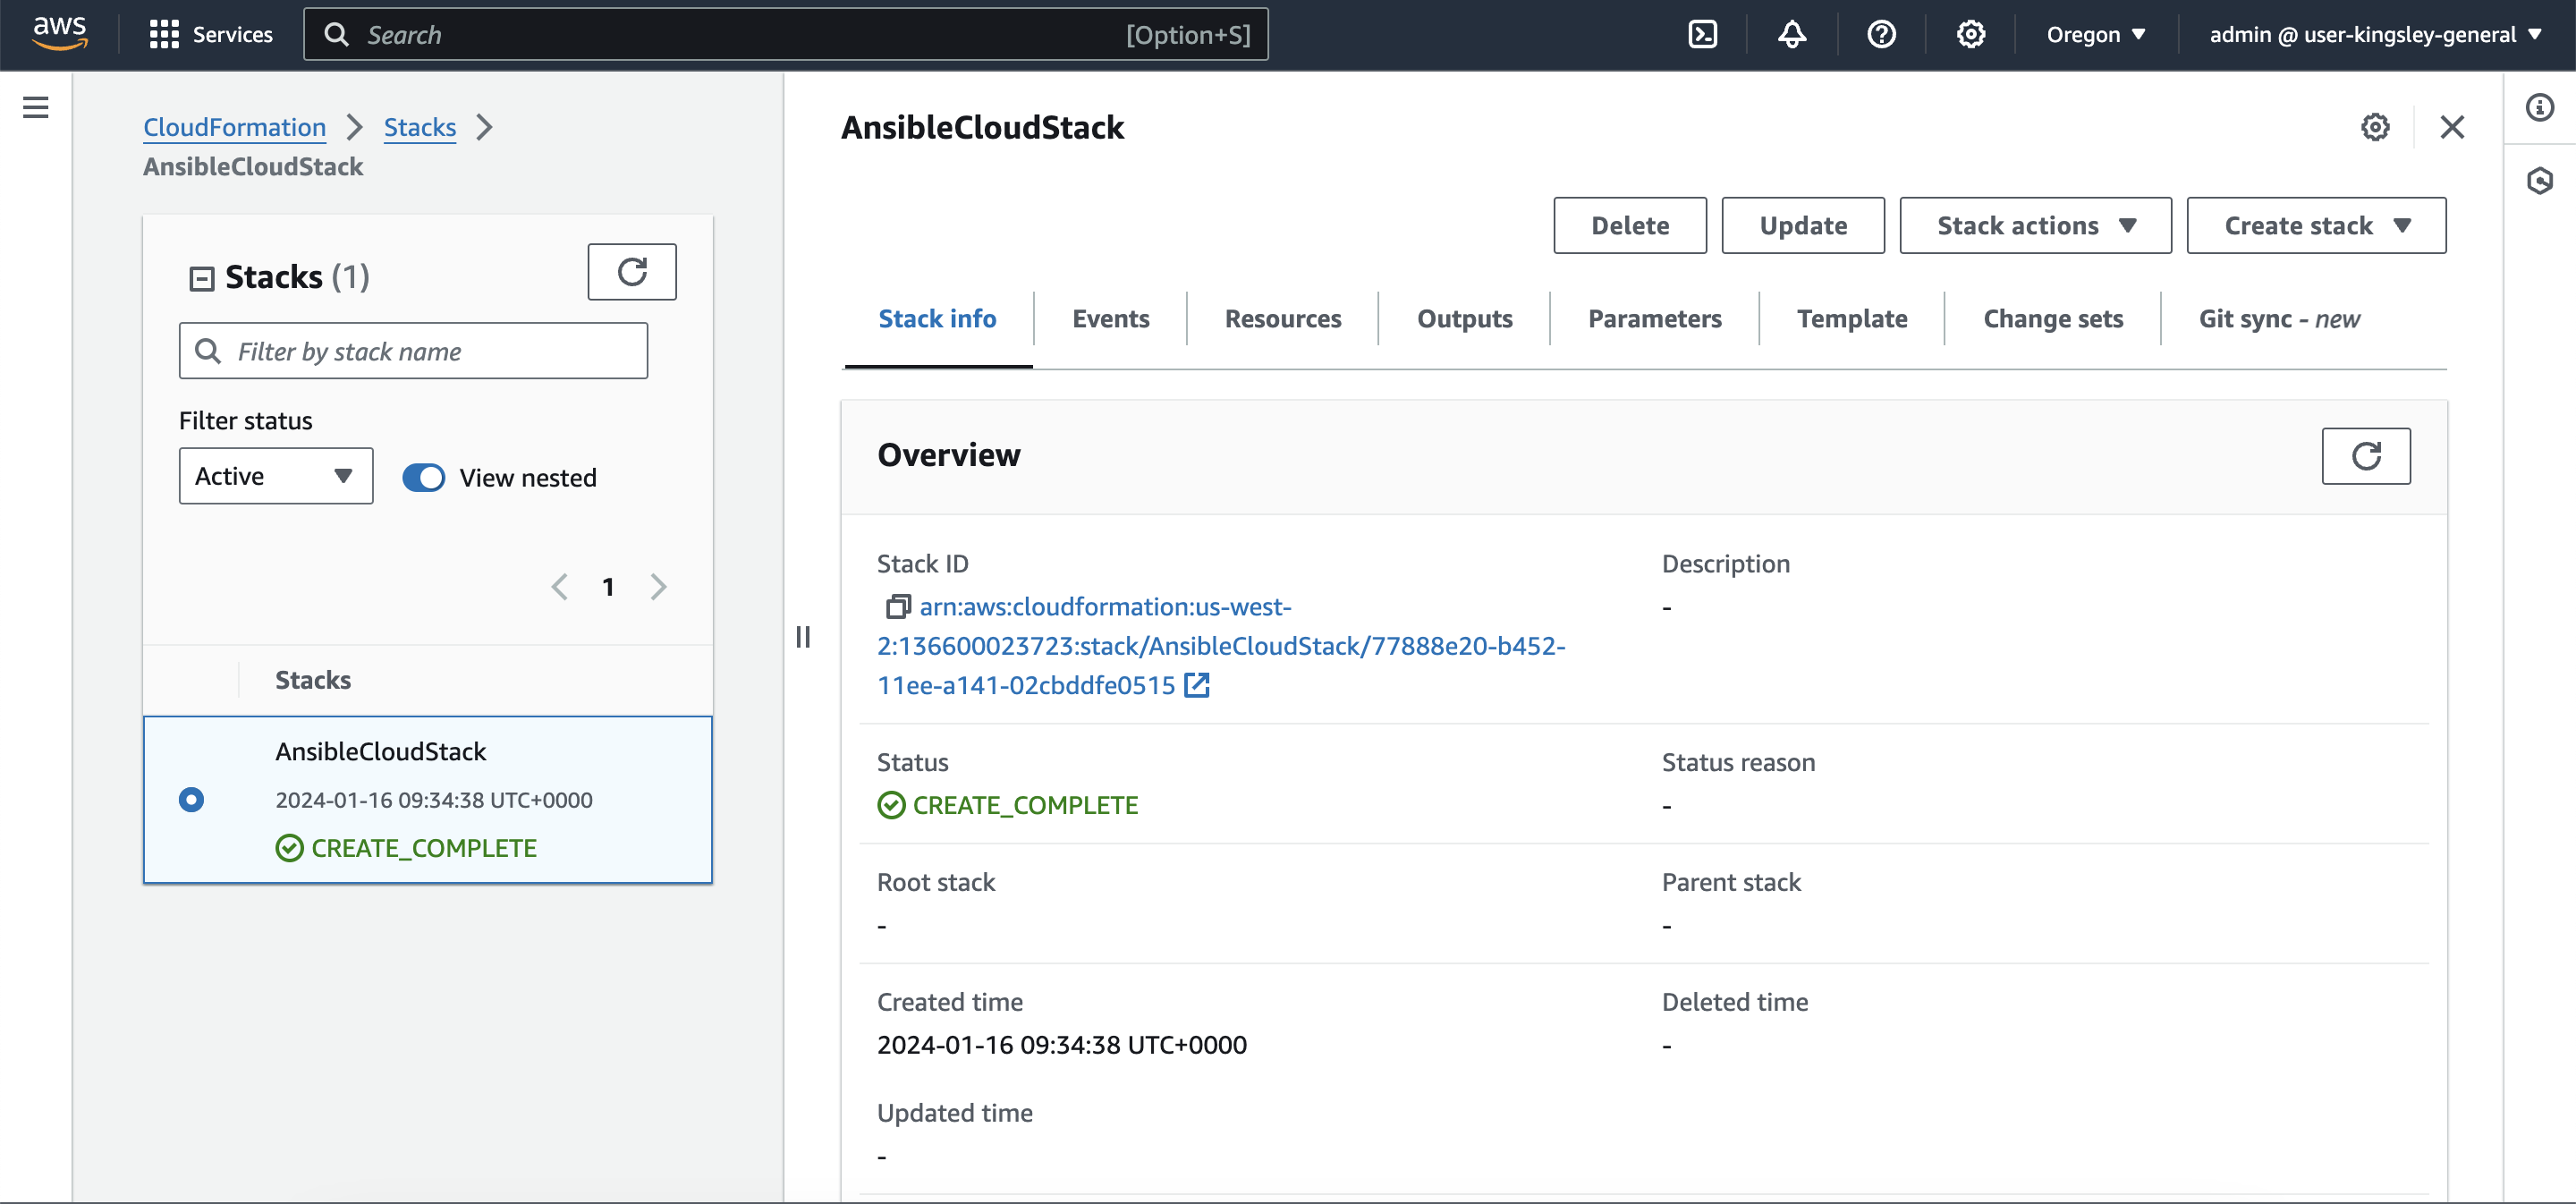 aws
Services
Search
[Option+S]
Oregon
admin @ user-kingsley-general
CloudFormation
Stacks
AnsibleCloudStack
Stacks (1)
Filter by stack name
Filter status
Active
View nested
1
Stacks
AnsibleCloudStack
2024-01-16 09:34:38 UTC+0000
CREATE_COMPLETE
AnsibleCloudStack
Delete
Update
Stack actions
Create stack
Stack info
Events
Resources
Outputs
Parameters
Template
Change sets
Git sync - new
Overview
Stack ID
arn:aws:cloudformation:us-west-
2:136600023723:stack/AnsibleCloudStack/77888e20-b452-
11ee-a141-02cbddfe0515
Description
-
Status
CREATE_COMPLETE
Status reason
-
Root stack
-
Parent stack
-
Created time
2024-01-16 09:34:38 UTC+0000
Deleted time
-
Updated time
-